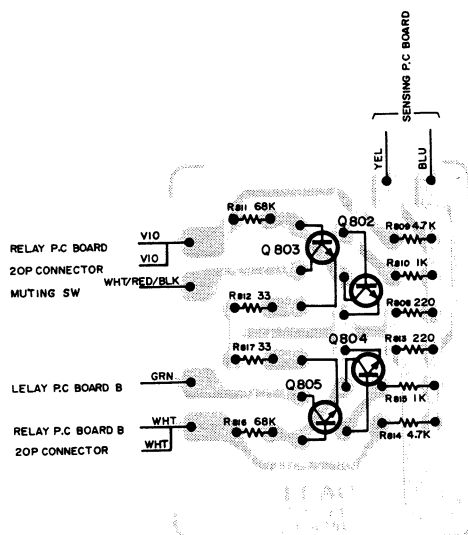 SENSING P.C BOARD
YEL
BLU
R811 68K
Q802
R809 4.7K
VIO
RELAY P.C BOARD
Q803
VIO
20P CONNECTOR
R810 1K
WHT/RED/BLK
MUTING SW
R812 33
R808 220
R817 33
Q804
R813 220
GRN
LELAY P.C BOARD B
Q805
R815 1K
WHT
RELAY P.C BOARD B
R816 68K
R814 4.7K
WHT
20P CONNECTOR